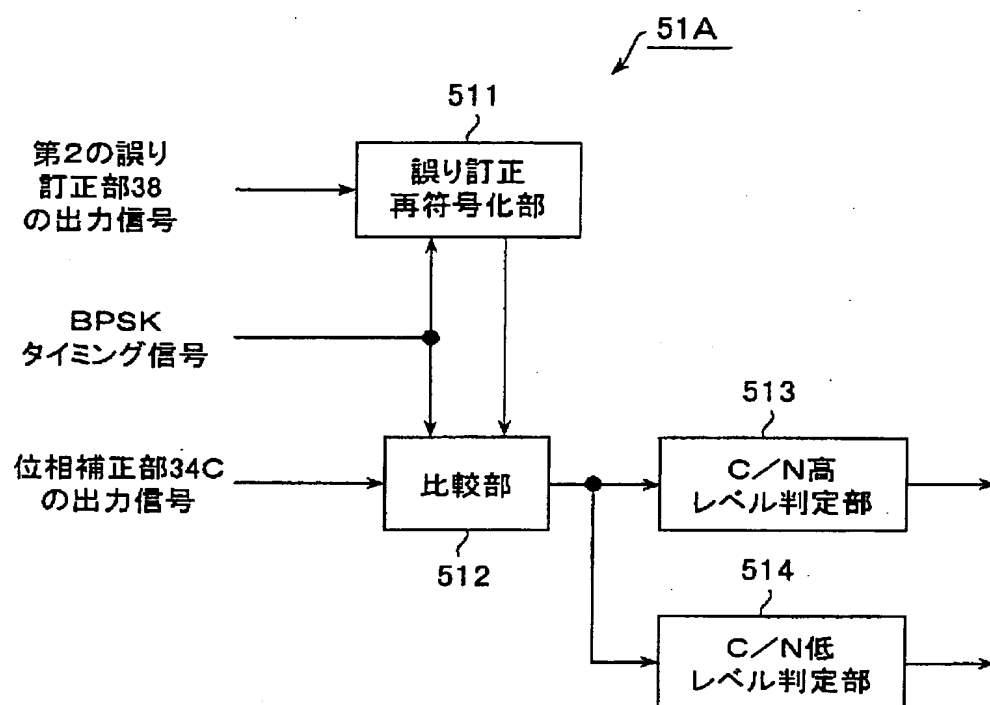 51A
511
第2の誤り
訂正部38
の出力信号
誤り訂正
再符号化部
BPSK
タイミング信号
513
位相補正部34C
の出力信号
比較部
C/N高
レベル判定部
512
514
C/N低
レベル判定部